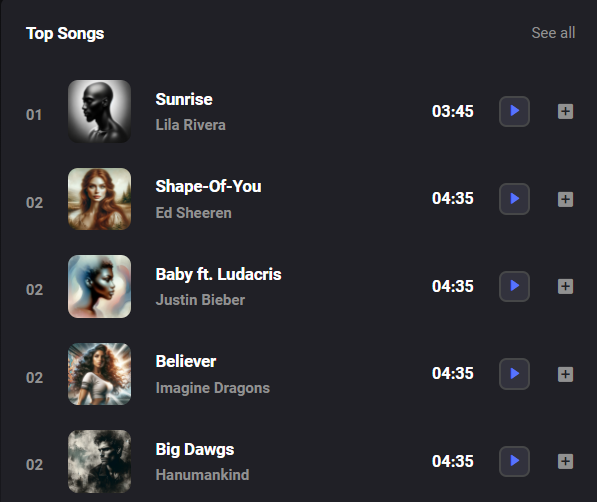 Top Songs See all
01 Sunrise 03:45
Lila Rivera
02 Shape-Of-You 04:35
Ed Sheeren
02 Baby ft. Ludacris 04:35
Justin Bieber
02 Believer 04:35
Imagine Dragons
02 Big Dawgs 04:35
Hanumankind